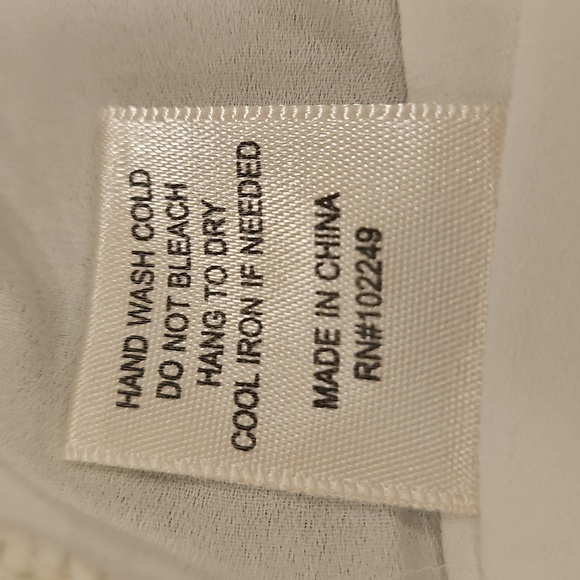 HAND WASH COLD
DO NOT BLEACH
HANG TO DRY
COOL IRON IF NEEDED
MADE IN CHINA
RN#102249